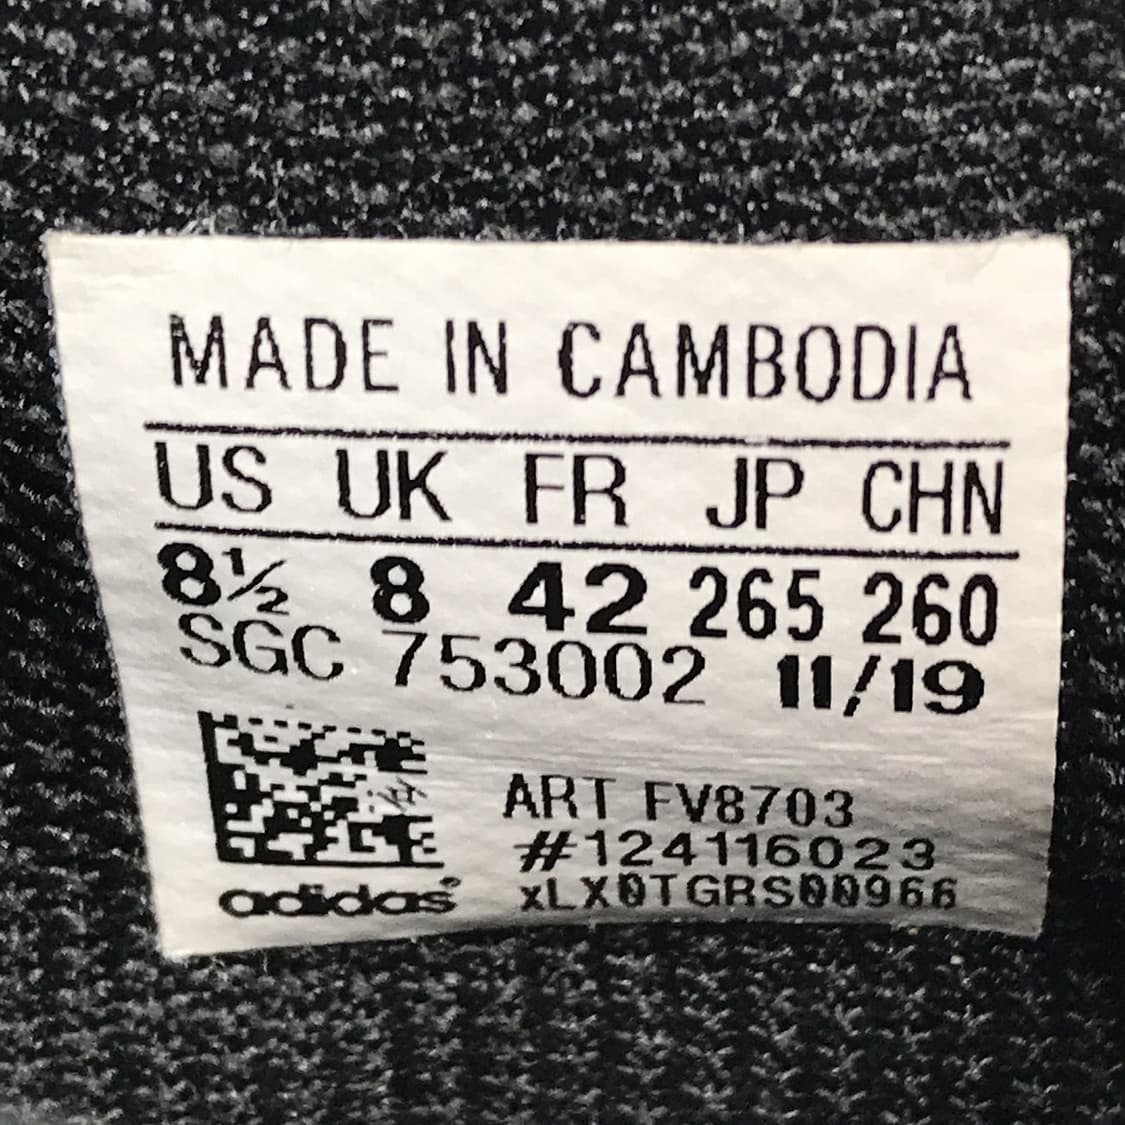 MADE IN CAMBODIA
US UK FR JP CHN
8½ 8 42 265 260
SGC 753002 11/19
ART FV8703
#124116023
adidas xLX0TGRS00966